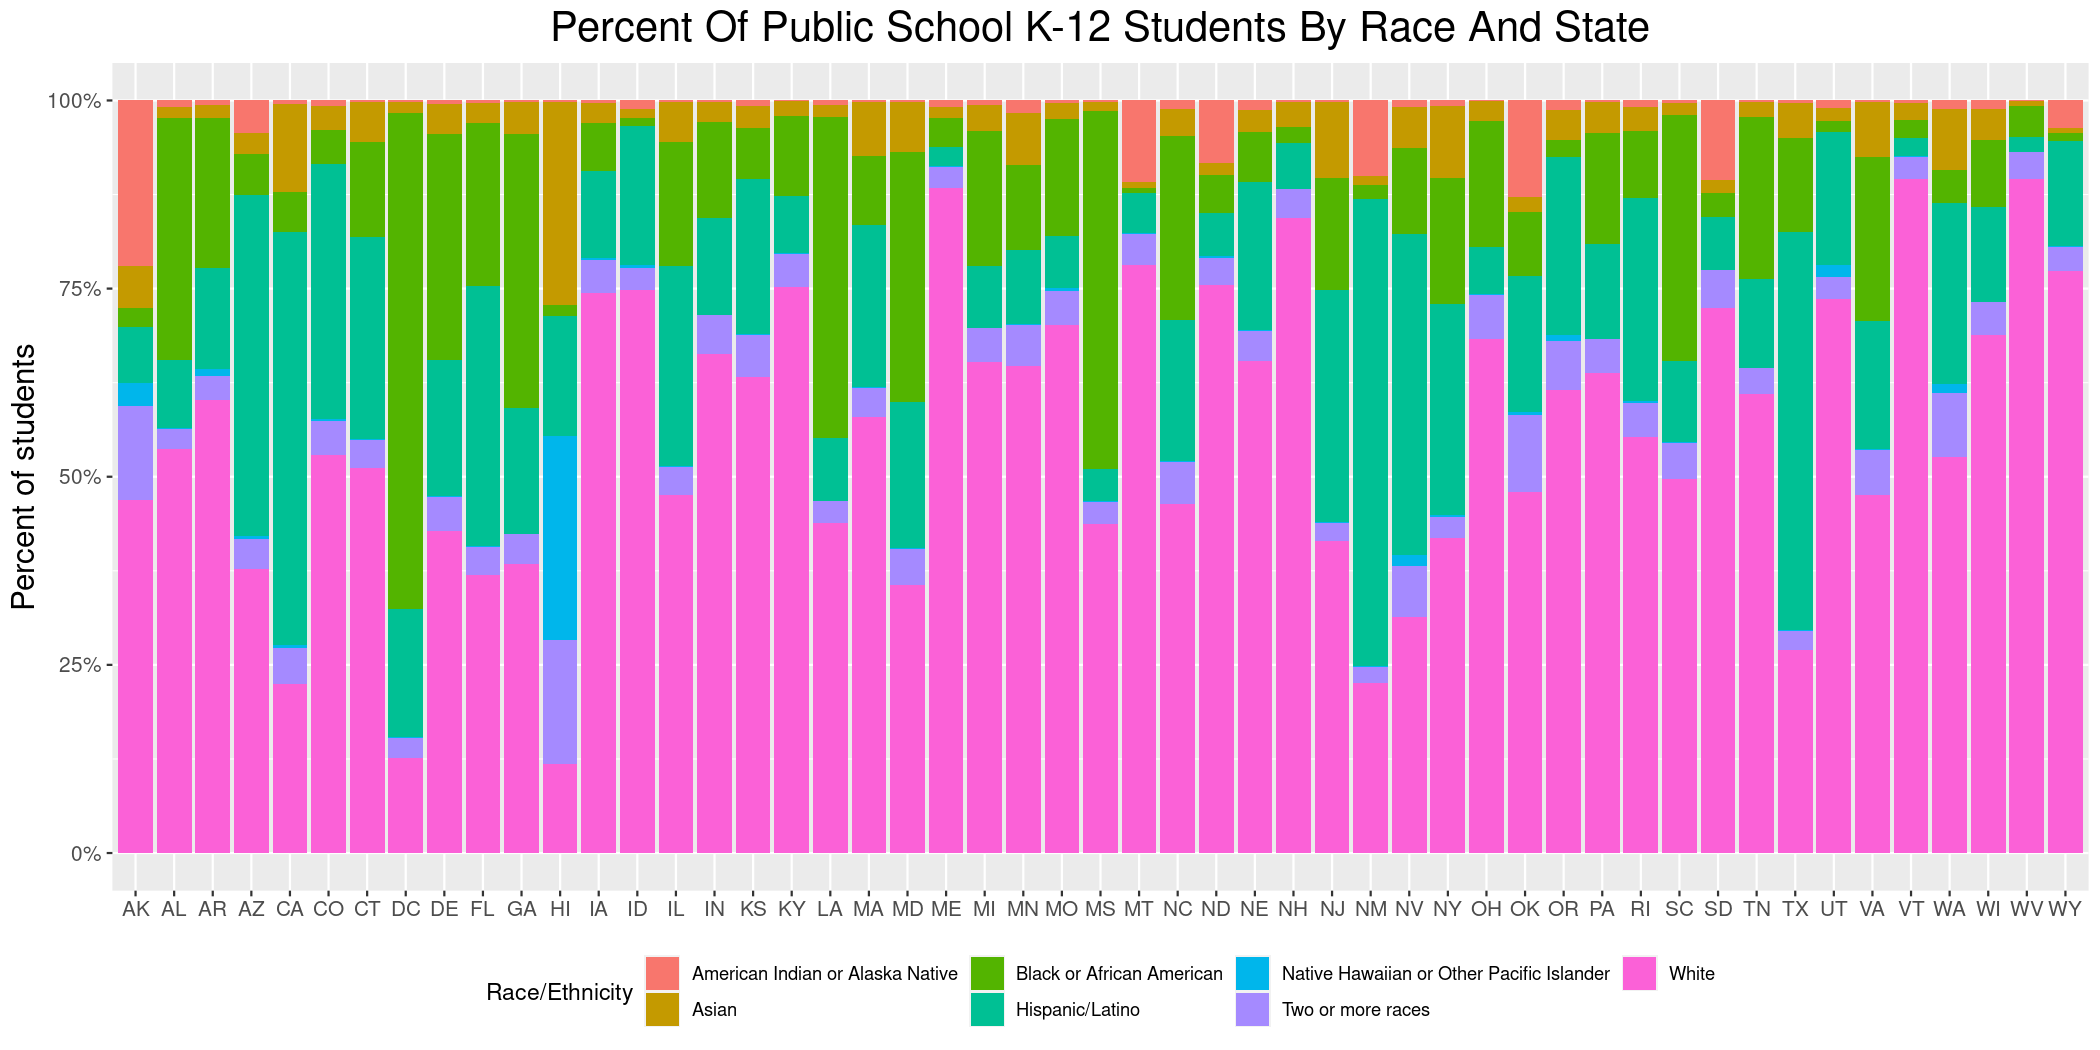 Percent Of Public School K-12 Students By Race And State
Percent of students
100%
75%
50%
25%
0%
AK AL AR AZ CA CO CT DC DE FL GA HI IA ID IL IN KS KY LA MA MD ME MI MN MO MS MT NC ND NE NH NJ NM NV NY OH OK OR PA RI SC SD TN TX UT VA VT WA WI WV WY
Race/Ethnicity
American Indian or Alaska Native
Asian
Black or African American
Hispanic/Latino
Native Hawaiian or Other Pacific Islander
Two or more races
White